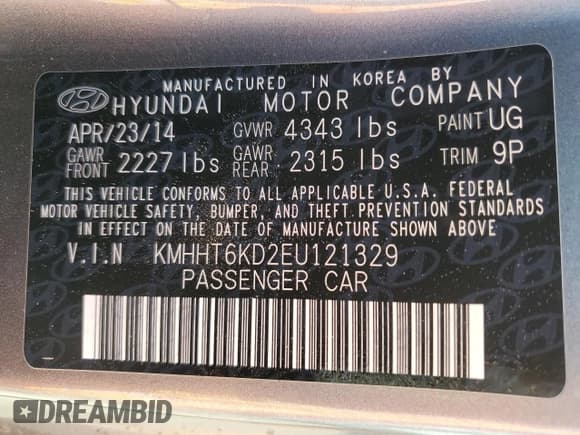 MANUFACTURED IN KOREA BY
HYUNDAI MOTOR COMPANY
APR/23/14 GVWR 4343 lbs PAINT UG
GAWR FRONT 2227 lbs GAWR REAR 2315 lbs TRIM 9P
THIS VEHICLE CONFORMS TO ALL APPLICABLE U.S.A. FEDERAL
MOTOR VEHICLE SAFETY, BUMPER, AND THEFT PREVENTION STANDARDS
IN EFFECT ON THE DATE OF MANUFACTURE SHOWN ABOVE
V.I.N KMHHT6KD2EU121329
PASSENGER CAR
DREAMBID